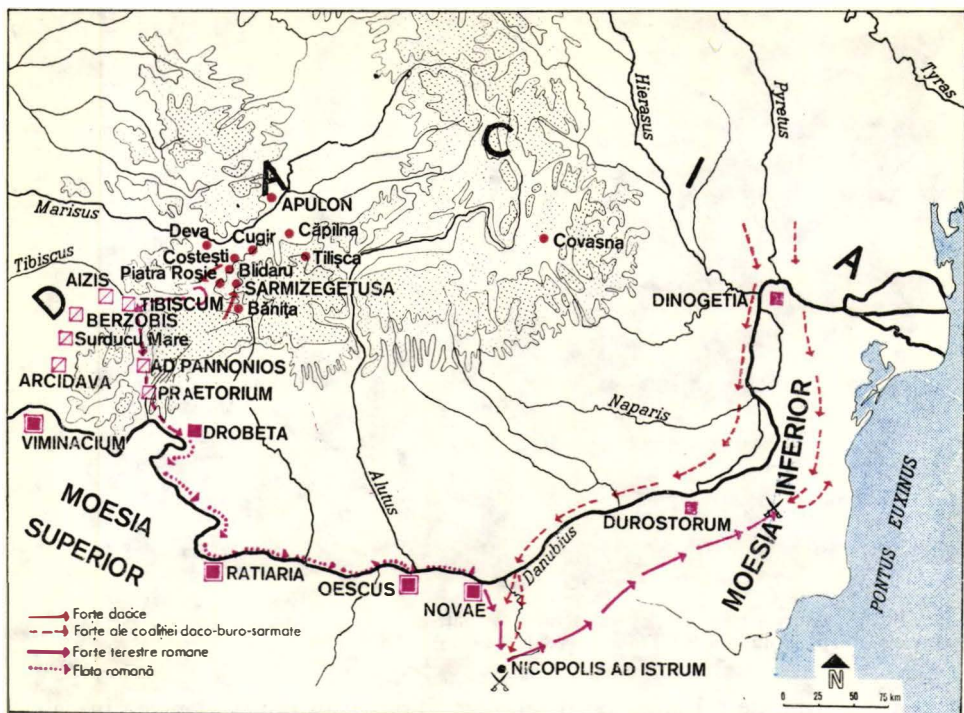 Hierasus
Pyretus
Tyras
D
A
C
I
A
APULON
Marisus
Deva
Cugir
Căpîlna
Costești
Covasna
Tibiscus
Piatra Roșie
Blidaru
Tilișca
AIZIS
SARMIZEGETUSA
TIBISCUM
DINOGETIA
BERZOBIS
Bănița
Surducu Mare
ARCIDAVA
AD PANNONIOS
PRAETORIUM
Naparis
VIMINACIUM
DROBETA
Alutus
MOESIA
SUPERIOR
MOESIA INFERIOR
DUROSTORUM
PONTUS EUXINUS
RATIARIA
OESCUS
NOVAE
Danubius
Forțe dacice
Forțe ale coaliției daco-buro-sarmate
Forțe terestre romane
Flota romană
NICOPOLIS AD ISTRUM
N
0 25 50 75 km